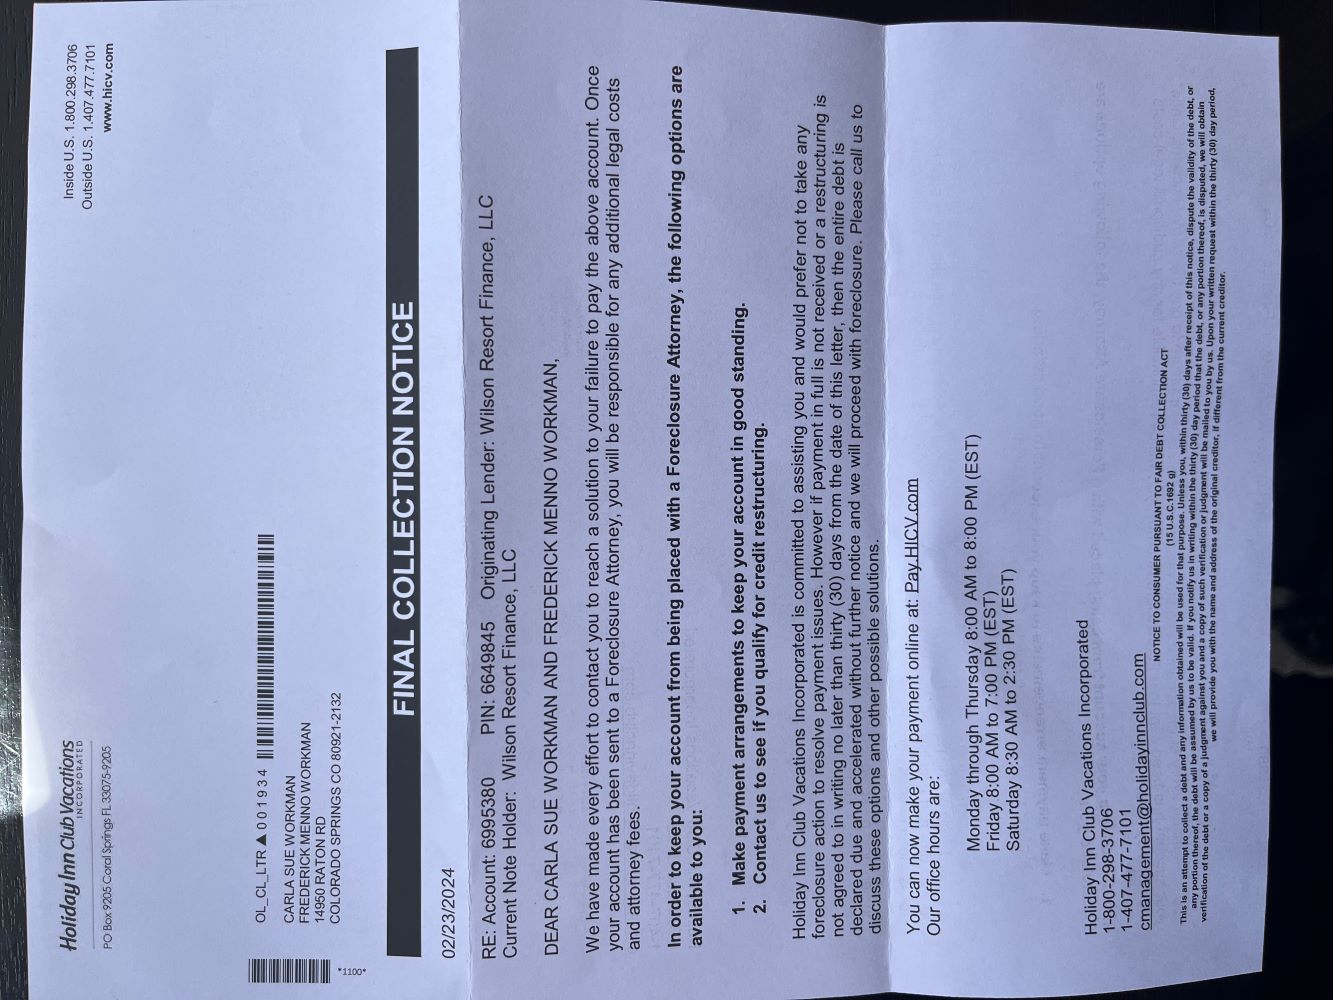 Holiday Inn Club Vacations
INCORPORATED
PO Box 9205 Coral Springs FL 33075-9205
Inside U.S. 1.800.298.3706
Outside U.S. 1.407.477.7101
www.hicv.com
OL_CL_LTR ▲ 0 0 1 9 3 4
*1100*
CARLA SUE WORKMAN
FREDERICK MENNO WORKMAN
14950 RATON RD
COLORADO SPRINGS CO 80921-2132
FINAL COLLECTION NOTICE
02/23/2024
RE: Account: 6995380 PIN: 6649845 Originating Lender: Wilson Resort Finance, LLC
Current Note Holder: Wilson Resort Finance, LLC
DEAR CARLA SUE WORKMAN AND FREDERICK MENNO WORKMAN,
We have made every effort to contact you to reach a solution to your failure to pay the above account. Once
your account has been sent to a Foreclosure Attorney, you will be responsible for any additional legal costs
and attorney fees.
In order to keep your account from being placed with a Foreclosure Attorney, the following options are
available to you:
1. Make payment arrangements to keep your account in good standing.
2. Contact us to see if you qualify for credit restructuring.
Holiday Inn Club Vacations Incorporated is committed to assisting you and would prefer not to take any
foreclosure action to resolve payment issues. However if payment in full is not received or a restructuring is
not agreed to in writing no later than thirty (30) days from the date of this letter, then the entire debt is
declared due and accelerated without further notice and we will proceed with foreclosure. Please call us to
discuss these options and other possible solutions.
You can now make your payment online at: Pay.HICV.com
Our office hours are:
Monday through Thursday 8:00 AM to 8:00 PM (EST)
Friday 8:00 AM to 7:00 PM (EST)
Saturday 8:30 AM to 2:30 PM (EST)
Holiday Inn Club Vacations Incorporated
1-800-298-3706
1-407-477-7101
cmanagement@holidayinnclub.com
NOTICE TO CONSUMER PURSUANT TO FAIR DEBT COLLECTION ACT
(15 U.S.C.1692 g)
This is an attempt to collect a debt and any information obtained will be used for that purpose. Unless you, within thirty (30) days after receipt of this notice, dispute the validity of the debt, or
any portion thereof, the debt will be assumed by us to be valid. If you notify us in writing within the thirty (30) day period that the debt, or any portion thereof, is disputed, we will obtain
verification of the debt or a copy of a judgment against you and a copy of such verification or judgment will be mailed to you by us. Upon your written request within the thirty (30) day period,
we will provide you with the name and address of the original creditor, if different from the current creditor.